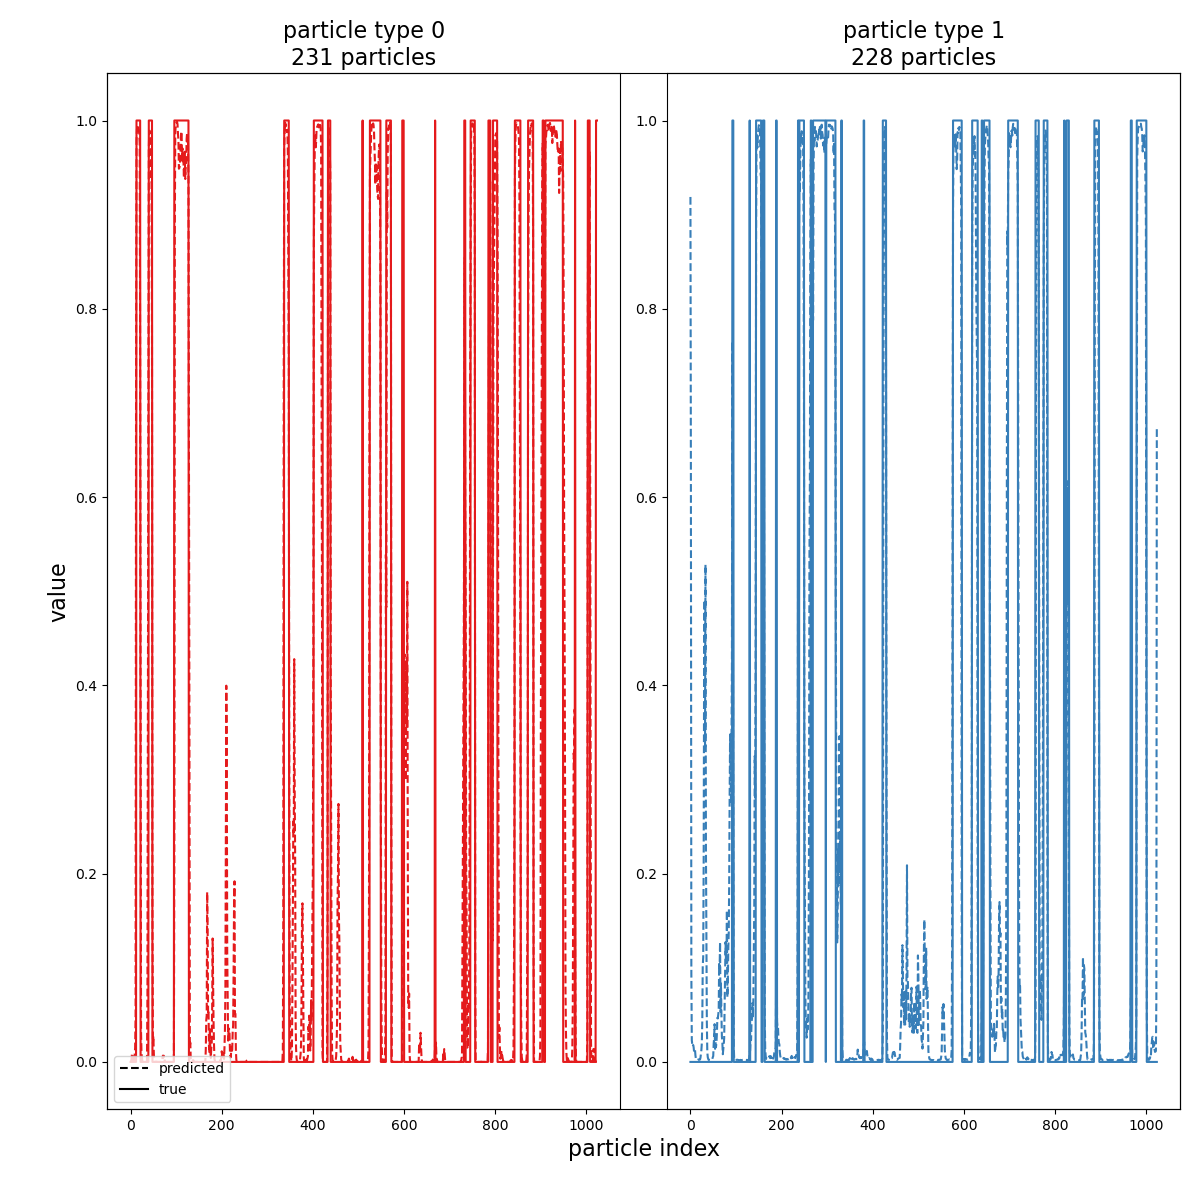 particle type 0
231 particles
particle type 1
228 particles
1.0
0.8
0.6
0.4
0.2
0.0
1.0
0.8
0.6
0.4
0.2
0.0
value
predicted
true
0 200 400 600 800 1000
0 200 400 600 800 1000
particle index